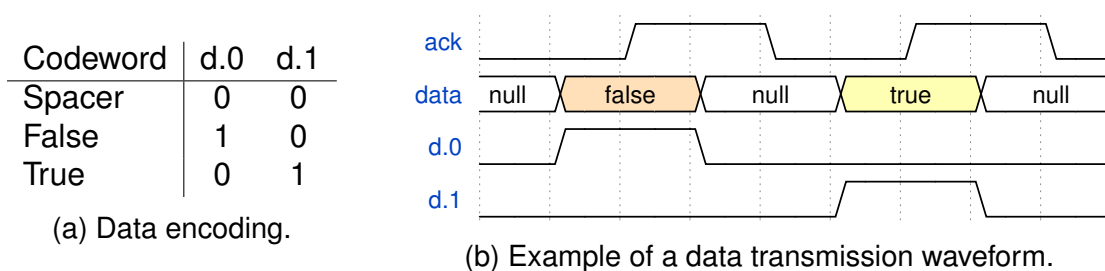 Codeword d.0 d.1
Spacer 0 0
False 1 0
True 0 1
(a) Data encoding.
ack
data null false null true null
d.0
d.1
(b) Example of a data transmission waveform.